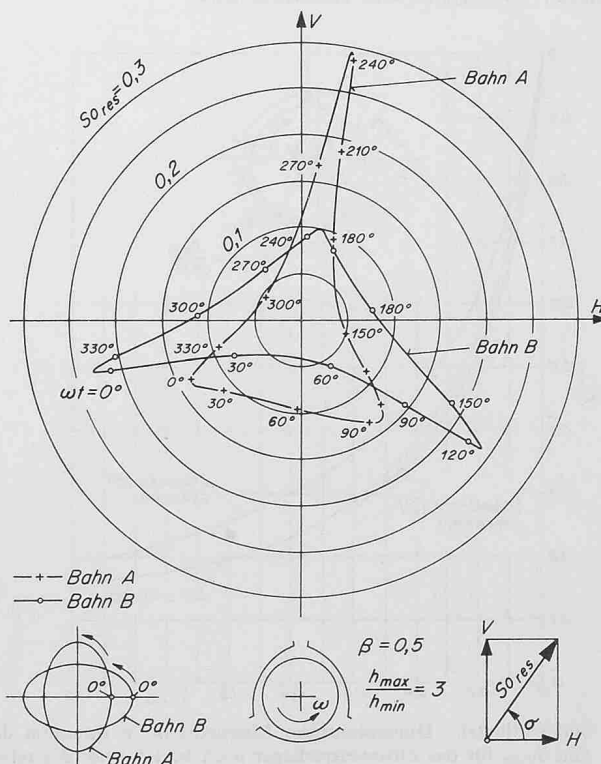 V
240°
Bahn A
So res = 0,3
210°
270°
0,2
0,1
240°
180°
270°
300°
300°
180°
H
330°
330°
150°
Bahn B
0°
30°
60°
ωt=0°
30°
60°
90°
90°
150°
120°
—+— Bahn A
—o— Bahn B
0° 0°
Bahn B
Bahn A
ω
β = 0,5
hmax / hmin = 3
V
So res
α
H